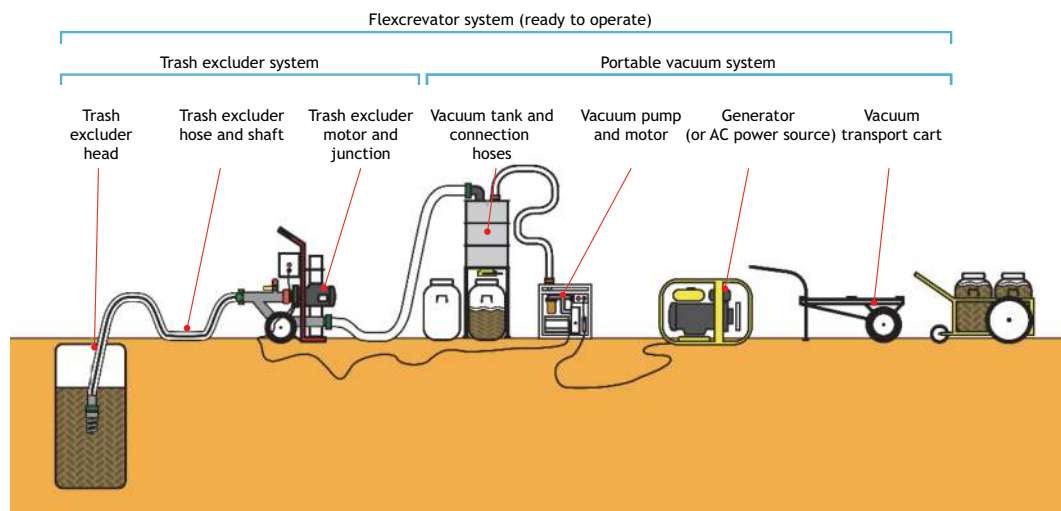 Flexcrevator system (ready to operate)
Trash excluder system
Portable vacuum system
Trash
excluder
head
Trash excluder
hose and shaft
Trash excluder
motor and
junction
Vacuum tank and
connection
hoses
Vacuum pump
and motor
Generator
(or AC power source)
Vacuum
transport cart